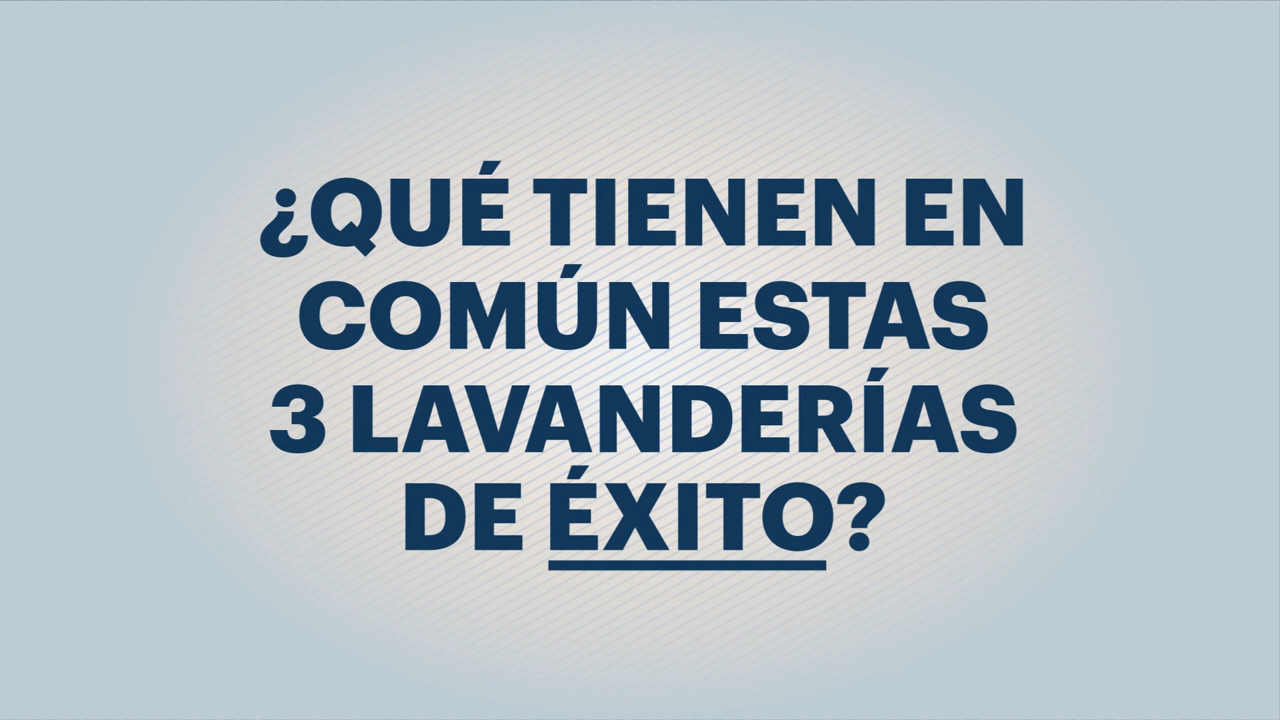 ¿QUÉ TIENEN EN
COMÚN ESTAS
3 LAVANDERÍAS
DE ÉXITO?